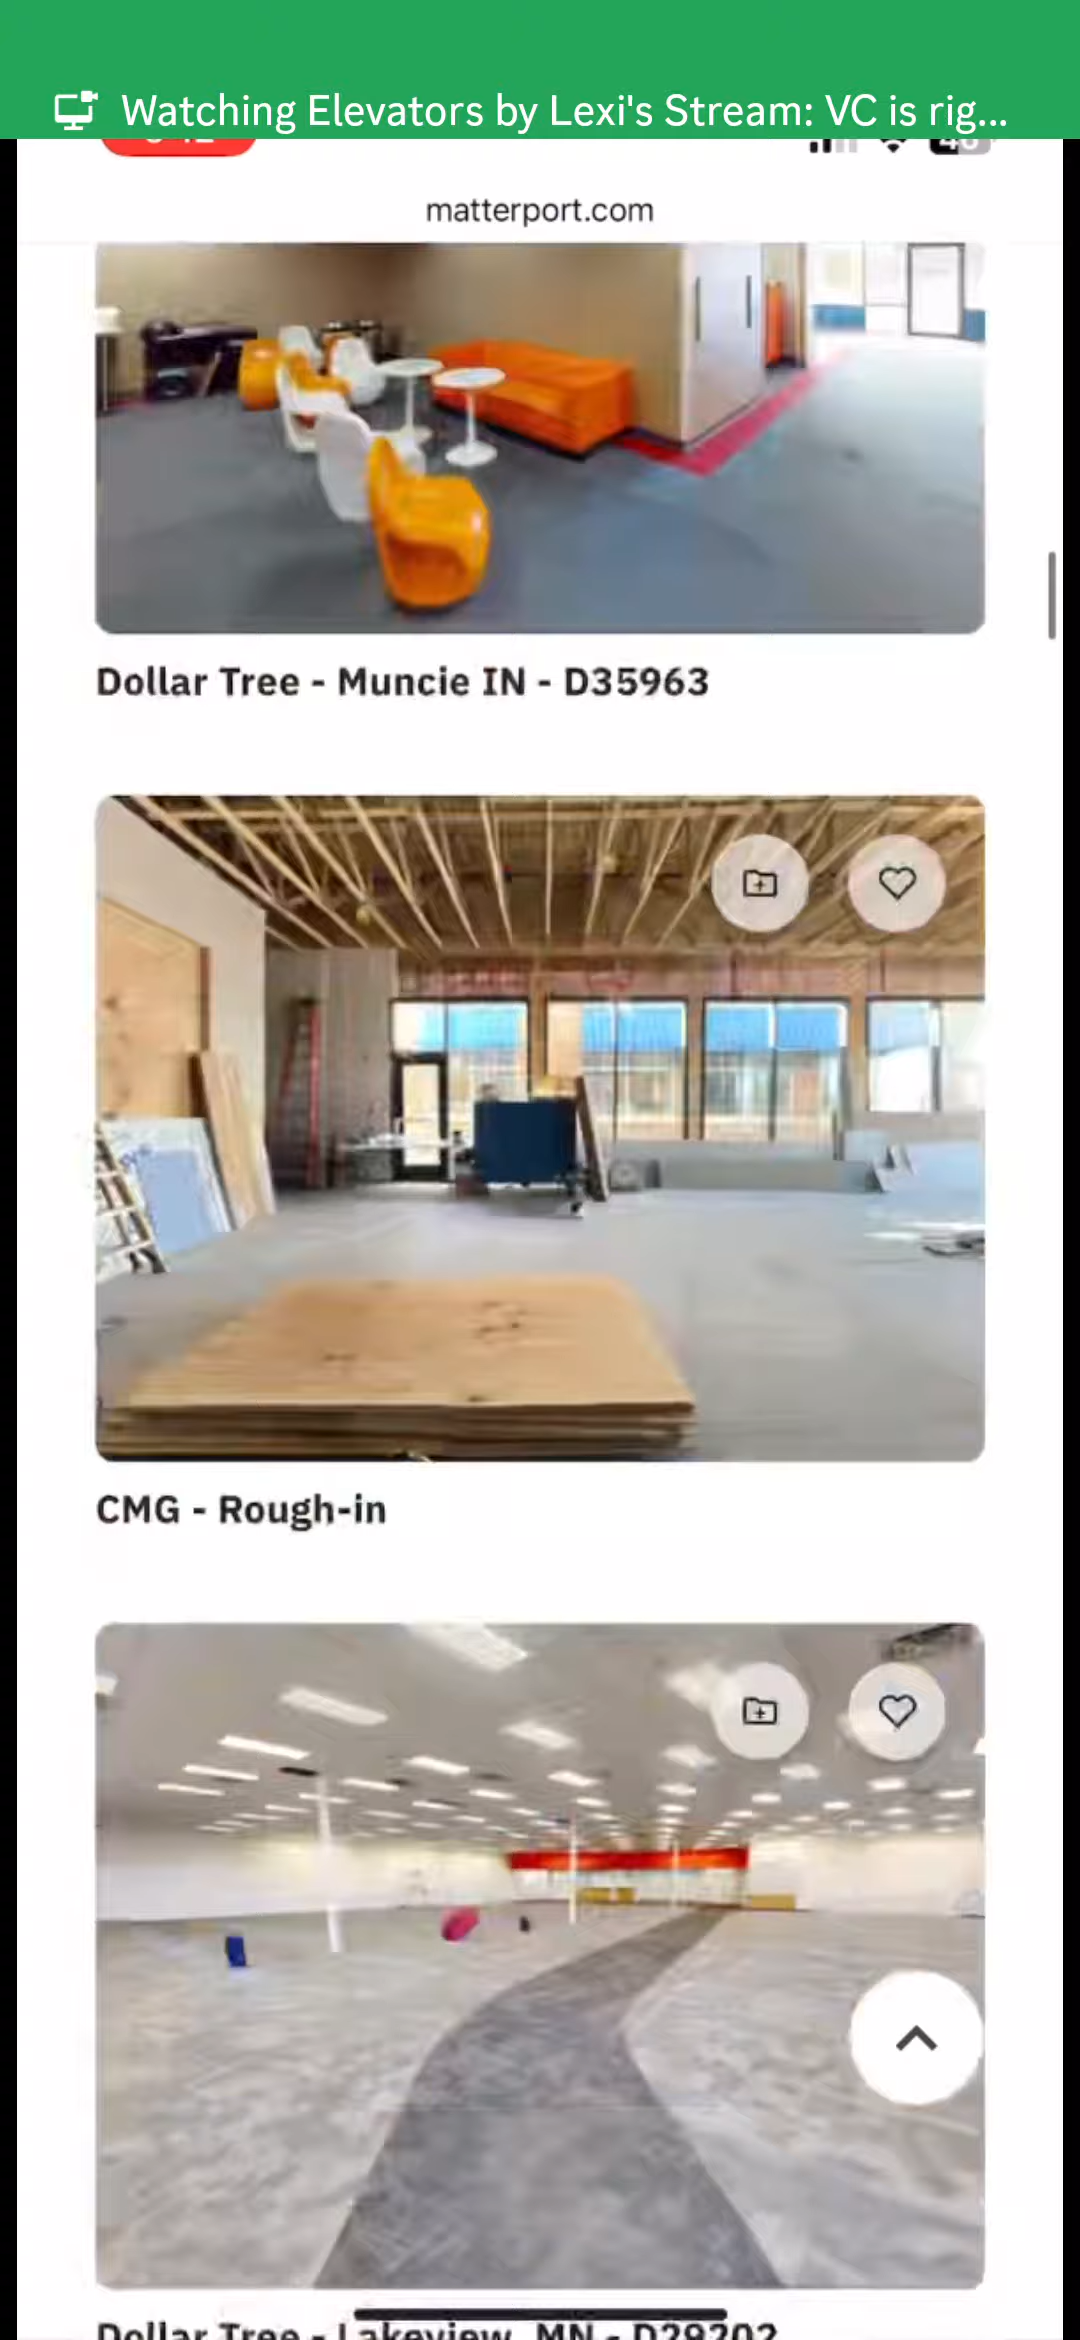 Watching Elevators by Lexi's Stream: VC is rig...
matterport.com
Dollar Tree - Muncie IN - D35963
CMG - Rough-in
Dollar Tree - Lakeview, MN - D29202